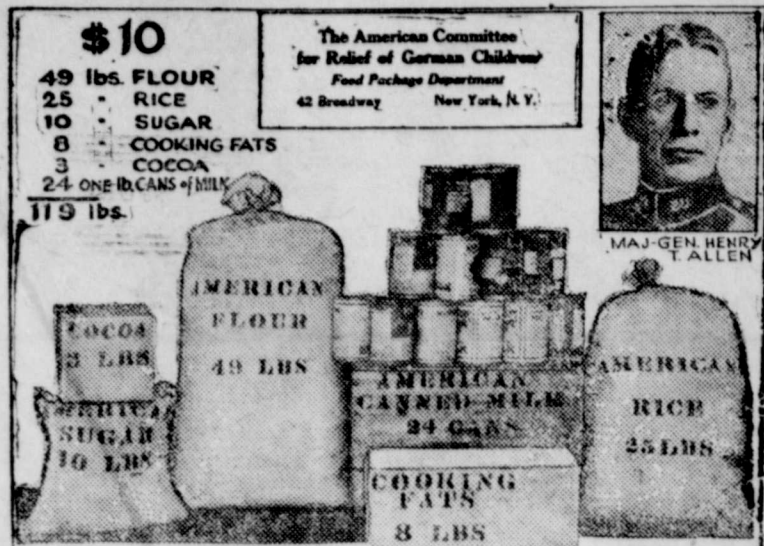 $10
49 lbs. FLOUR
25 " RICE
10 " SUGAR
8 " COOKING FATS
3 " COCOA
24 ONE lb. CANS of MILK
119 lbs.
The American Committee
for Relief of German Children
Food Package Department
42 Broadway New York, N. Y.
MAJ-GEN. HENRY
T. ALLEN
COCOA
3 LBS
AMERICAN
SUGAR
10 LBS
AMERICAN
FLOUR
49 LBS
AMERICAN
CANNED MILK
24 CANS
COOKING
FATS
8 LBS
AMERICAN
RICE
25 LBS